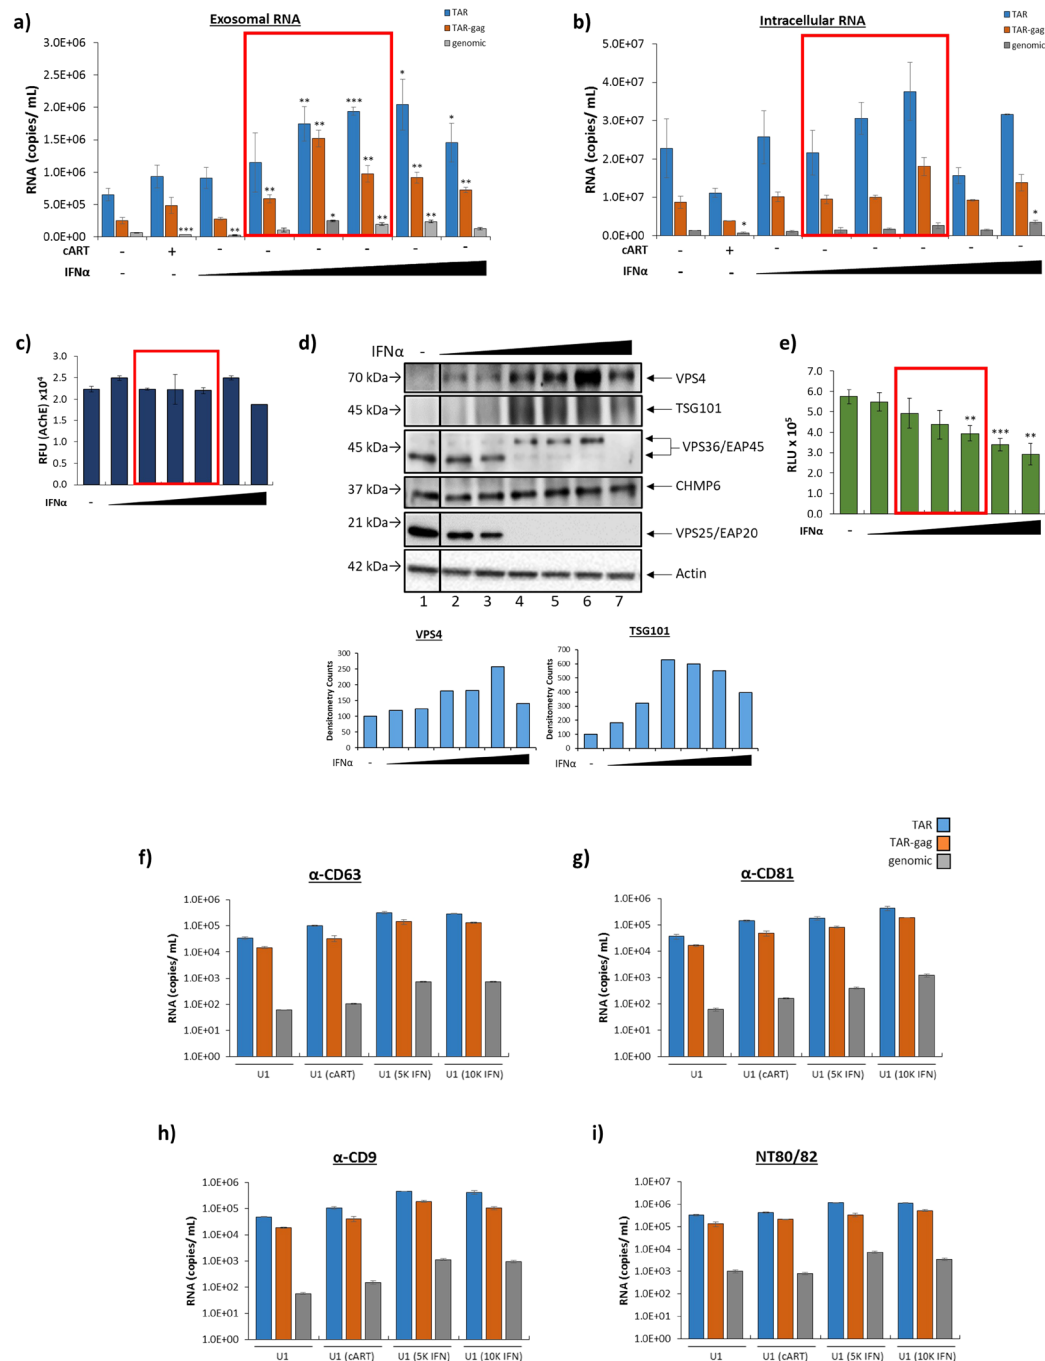 a)
Exosomal RNA
TAR
TAR-gag
genomic
RNA (copies/ mL)
3.0E+06
2.5E+06
2.0E+06
1.5E+06
1.0E+06
5.0E+05
0.0E+00
*** ** ** ** ** * *** ** ** * ** ** * **
cART - + - - - - - -
IFNα - -
b)
Intracellular RNA
TAR
TAR-gag
genomic
RNA (copies/ mL)
5.0E+07
4.0E+07
3.0E+07
2.0E+07
1.0E+07
0.0E+00
* *
cART - + - - - - - -
IFNα - -
c)
RFU (AchE) x10⁴
3.0
2.5
2.0
1.5
1.0
0.5
0.0
IFNα -
d)
IFNα -
70 kDa→ ←VPS4
45 kDa→ ←TSG101
45 kDa→ VPS36/EAP45
37 kDa→ ←CHMP6
21 kDa→ ←VPS25/EAP20
42 kDa→ ←Actin
1 2 3 4 5 6 7
VPS4
Densitometry Counts
300
250
200
150
100
50
0
IFNα -
TSG101
Densitometry Counts
700
600
500
400
300
200
100
0
IFNα -
e)
RLU x 10⁵
7.0
6.0
5.0
4.0
3.0
2.0
1.0
0.0
** *** **
IFNα -
TAR
TAR-gag
genomic
f)
α-CD63
RNA (copies/ mL)
1.0E+06
1.0E+05
1.0E+04
1.0E+03
1.0E+02
1.0E+01
1.0E+00
U1 U1 (cART) U1 (5K IFN) U1 (10K IFN)
g)
α-CD81
RNA (copies/ mL)
1.0E+06
1.0E+05
1.0E+04
1.0E+03
1.0E+02
1.0E+01
1.0E+00
U1 U1 (cART) U1 (5K IFN) U1 (10K IFN)
h)
α-CD9
RNA (copies/ mL)
1.0E+06
1.0E+05
1.0E+04
1.0E+03
1.0E+02
1.0E+01
1.0E+00
U1 U1 (cART) U1 (5K IFN) U1 (10K IFN)
i)
NT80/82
RNA (copies/ mL)
1.0E+07
1.0E+06
1.0E+05
1.0E+04
1.0E+03
1.0E+02
1.0E+01
1.0E+00
U1 U1 (cART) U1 (5K IFN) U1 (10K IFN)